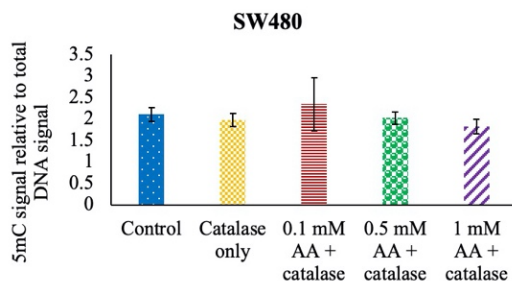 SW480
5mC signal relative to total
DNA signal
3.5
3
2.5
2
1.5
1
0.5
0
Control
Catalase
only
0.1 mM
AA +
catalase
0.5 mM
AA +
catalase
1 mM
AA +
catalase